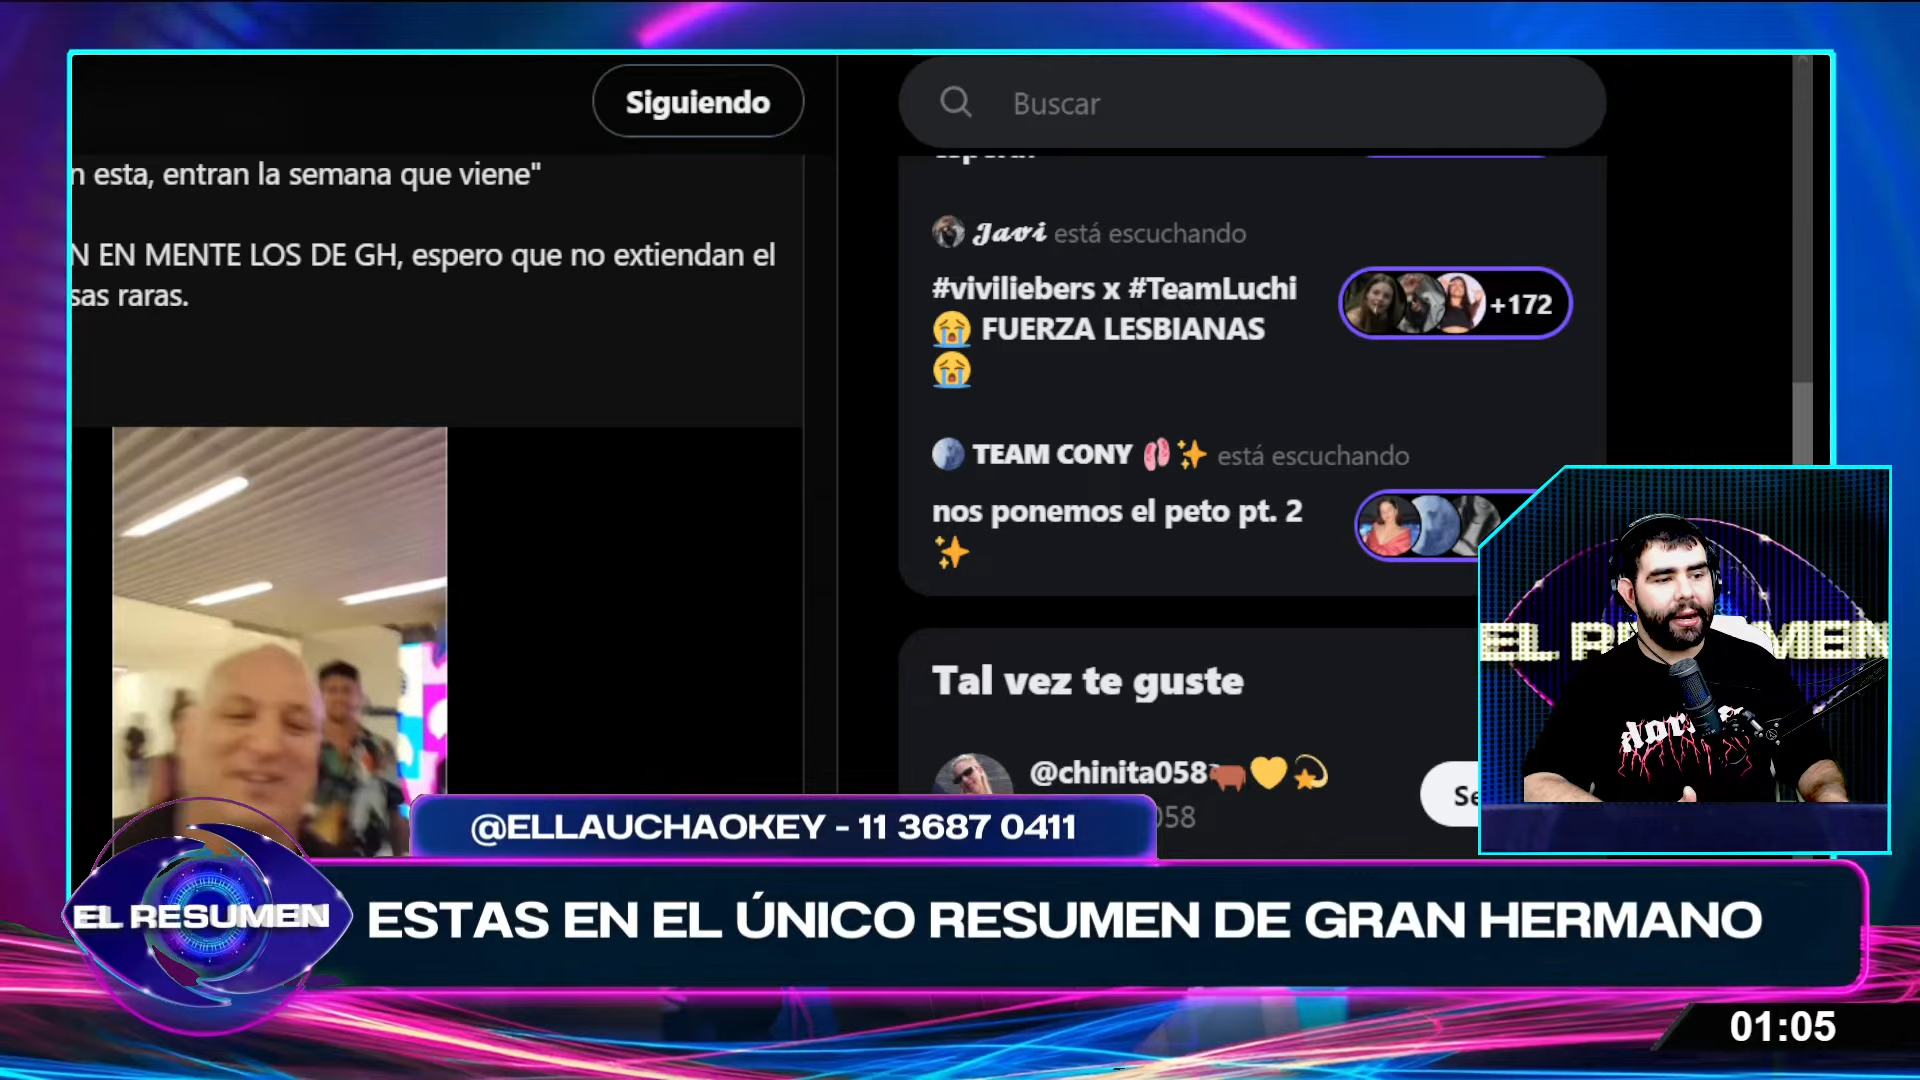 Siguiendo
Buscar
n esta, entran la semana que viene"
N EN MENTE LOS DE GH, espero que no extiendan el
sas raras.
Javi está escuchando
#viviliebers x #TeamLuchi
😭 FUERZA LESBIANAS
😭
+172
TEAM CONY 🩰✨ está escuchando
nos ponemos el peto pt. 2
✨
Tal vez te guste
@chinita058🐂💛💫
058
Se
EL RESUMEN
@ELLAUCHAOKEY - 11 3687 0411
EL RESUMEN
ESTAS EN EL ÚNICO RESUMEN DE GRAN HERMANO
01:05